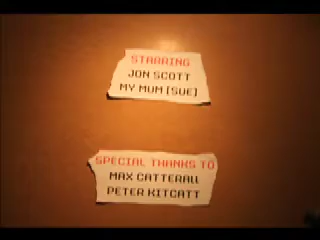 STARRING
JON SCOTT
MY MUM [SUE]
SPECIAL THANKS TO
MAX CATTERALL
PETER KITCATT